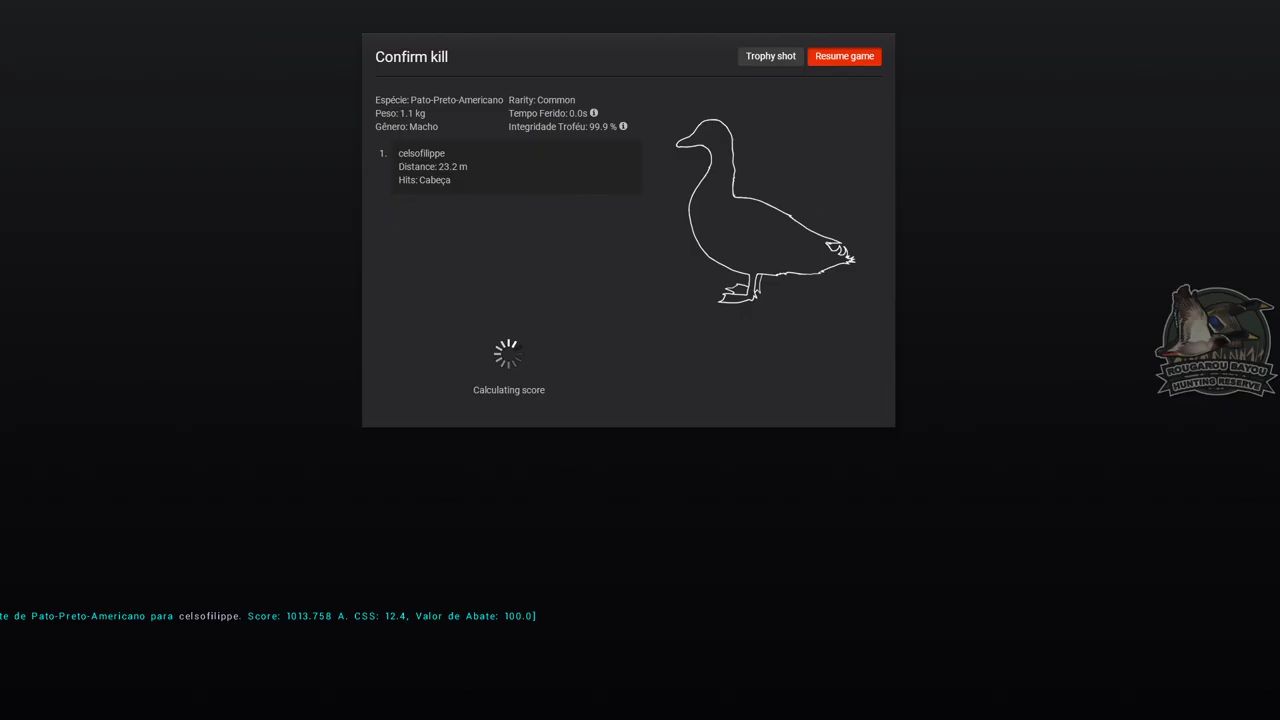 Confirm kill
Trophy shot
Resume game
Espécie: Pato-Preto-Americano Rarity: Common
Peso: 1.1 kg Tempo Ferido: 0.0s
Gênero: Macho Integridade Troféu: 99.9 %
1. celsofilippe
Distance: 23.2 m
Hits: Cabeça
Calculating score
ROUGAROU BAYOU
HUNTING RESERVE
te de Pato-Preto-Americano para celsofilippe. Score: 1013.758 A. CSS: 12.4, Valor de Abate: 100.0]